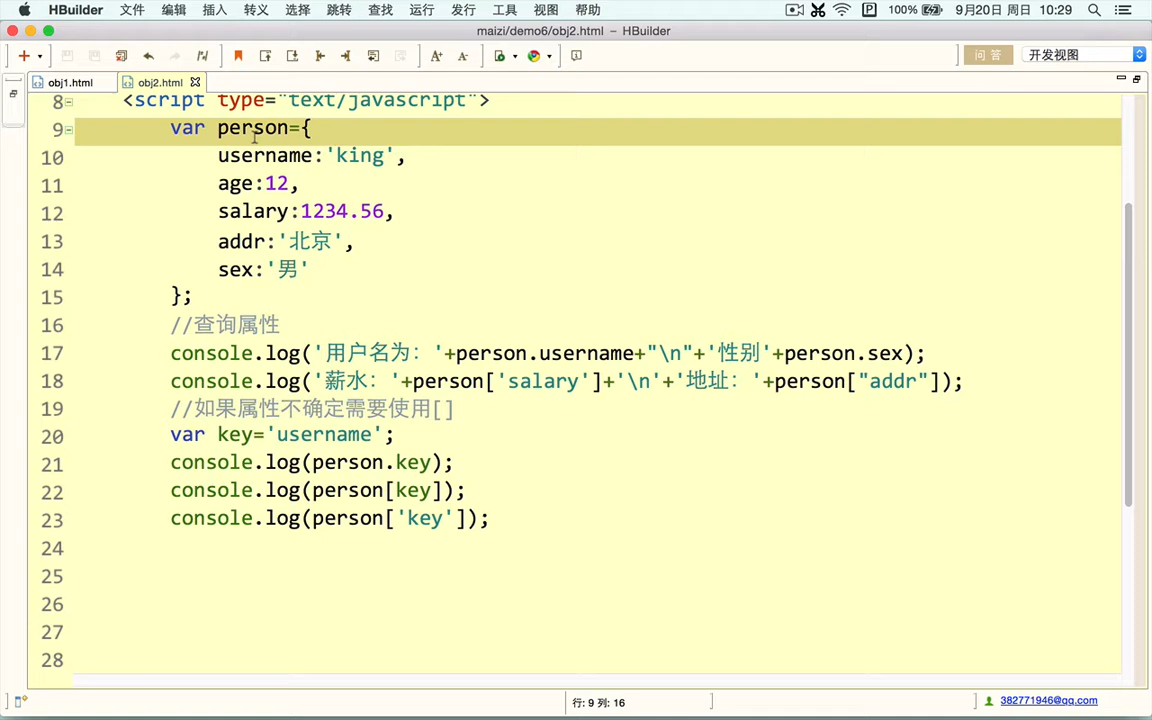 HBuilder 文件 编辑 插入 转义 选择 跳转 查找 运行 发行 工具 视图 帮助 100% 9月20日 周日 10:29
maizi/demo6/obj2.html — HBuilder
问 答 开发视图
obj1.html obj2.html
8 <script type="text/javascript">
9 var person={
10 username:'king',
11 age:12,
12 salary:1234.56,
13 addr:'北京',
14 sex:'男'
15 };
16 //查询属性
17 console.log('用户名为：'+person.username+"\n"+'性别'+person.sex);
18 console.log('薪水：'+person['salary']+'\n'+'地址：'+person["addr"]);
19 //如果属性不确定需要使用[]
20 var key='username';
21 console.log(person.key);
22 console.log(person[key]);
23 console.log(person['key']);
24
25
26
27
28
行: 9 列: 16 382771946@qq.com